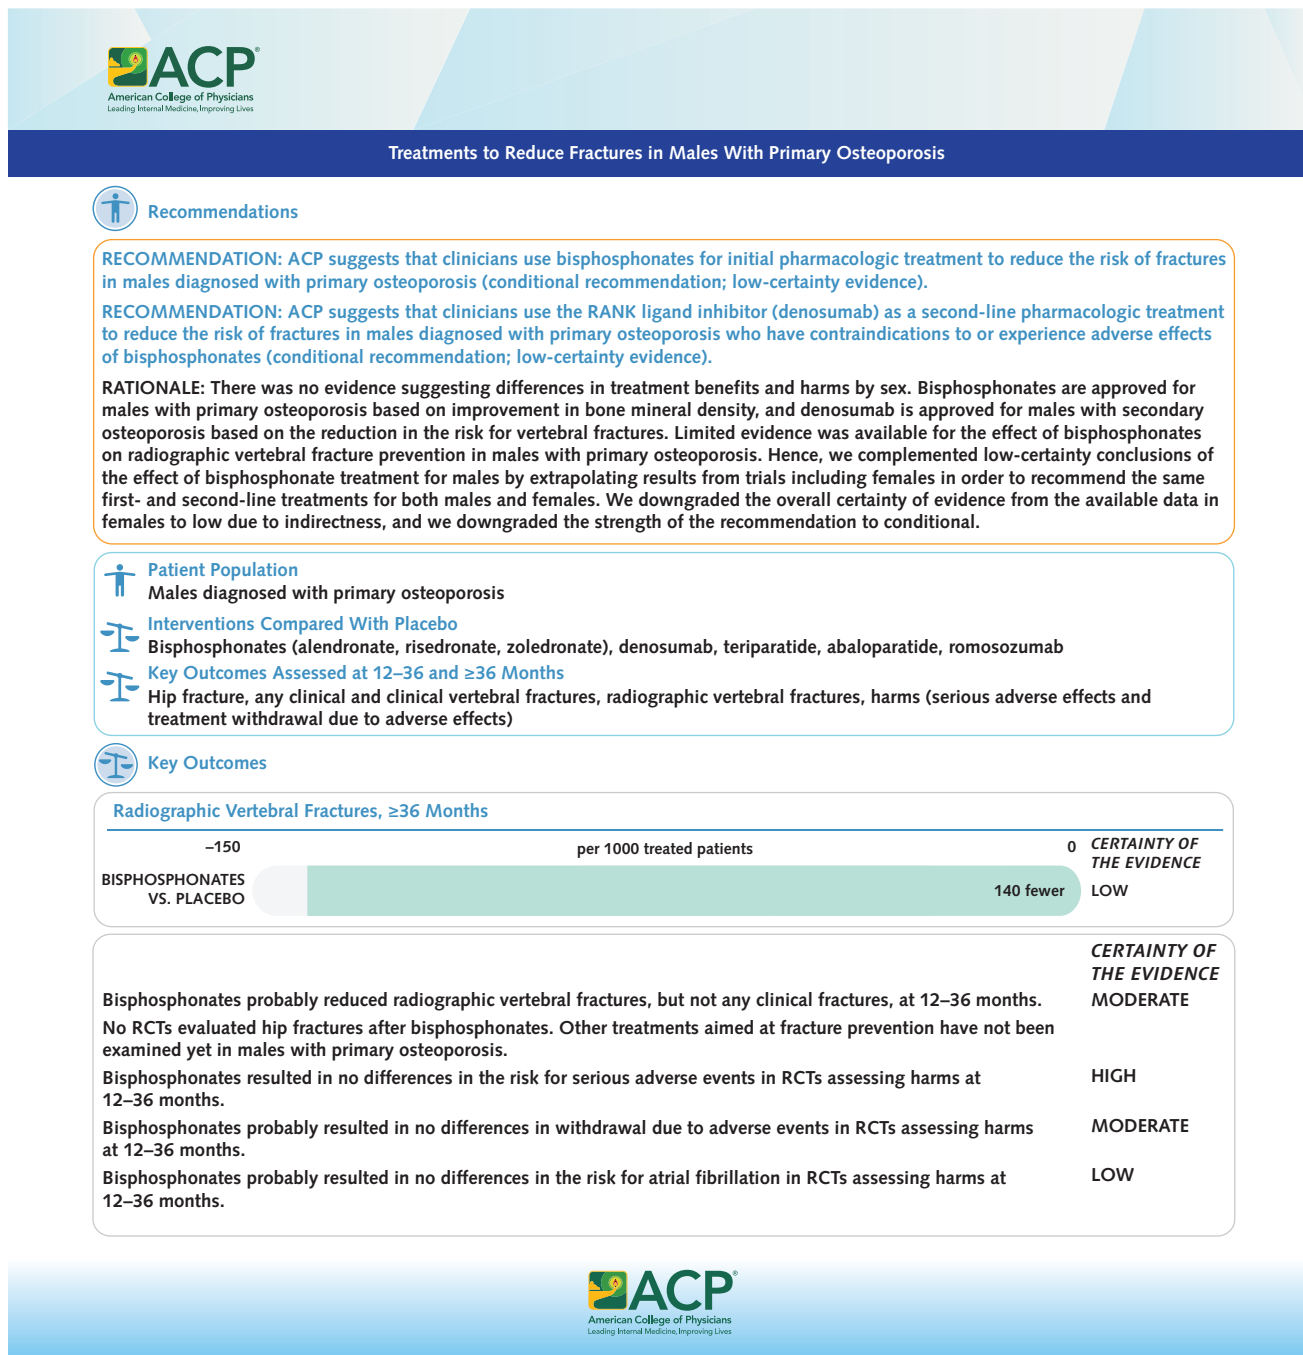 ACP®
American College of Physicians
Leading Internal Medicine, Improving Lives
Treatments to Reduce Fractures in Males With Primary Osteoporosis
Recommendations
RECOMMENDATION: ACP suggests that clinicians use bisphosphonates for initial pharmacologic treatment to reduce the risk of fractures
in males diagnosed with primary osteoporosis (conditional recommendation; low-certainty evidence).
RECOMMENDATION: ACP suggests that clinicians use the RANK ligand inhibitor (denosumab) as a second-line pharmacologic treatment
to reduce the risk of fractures in males diagnosed with primary osteoporosis who have contraindications to or experience adverse effects
of bisphosphonates (conditional recommendation; low-certainty evidence).
RATIONALE: There was no evidence suggesting differences in treatment benefits and harms by sex. Bisphosphonates are approved for
males with primary osteoporosis based on improvement in bone mineral density, and denosumab is approved for males with secondary
osteoporosis based on the reduction in the risk for vertebral fractures. Limited evidence was available for the effect of bisphosphonates
on radiographic vertebral fracture prevention in males with primary osteoporosis. Hence, we complemented low-certainty conclusions of
the effect of bisphosphonate treatment for males by extrapolating results from trials including females in order to recommend the same
first- and second-line treatments for both males and females. We downgraded the overall certainty of evidence from the available data in
females to low due to indirectness, and we downgraded the strength of the recommendation to conditional.
Patient Population
Males diagnosed with primary osteoporosis
Interventions Compared With Placebo
Bisphosphonates (alendronate, risedronate, zoledronate), denosumab, teriparatide, abaloparatide, romosozumab
Key Outcomes Assessed at 12–36 and ≥36 Months
Hip fracture, any clinical and clinical vertebral fractures, radiographic vertebral fractures, harms (serious adverse effects and
treatment withdrawal due to adverse effects)
Key Outcomes
Radiographic Vertebral Fractures, ≥36 Months
–150 per 1000 treated patients 0 CERTAINTY OF
THE EVIDENCE
BISPHOSPHONATES
VS. PLACEBO
140 fewer LOW
CERTAINTY OF
THE EVIDENCE
Bisphosphonates probably reduced radiographic vertebral fractures, but not any clinical fractures, at 12–36 months. MODERATE
No RCTs evaluated hip fractures after bisphosphonates. Other treatments aimed at fracture prevention have not been
examined yet in males with primary osteoporosis.
Bisphosphonates resulted in no differences in the risk for serious adverse events in RCTs assessing harms at HIGH
12–36 months.
Bisphosphonates probably resulted in no differences in withdrawal due to adverse events in RCTs assessing harms MODERATE
at 12–36 months.
Bisphosphonates probably resulted in no differences in the risk for atrial fibrillation in RCTs assessing harms at LOW
12–36 months.
ACP®
American College of Physicians
Leading Internal Medicine, Improving Lives